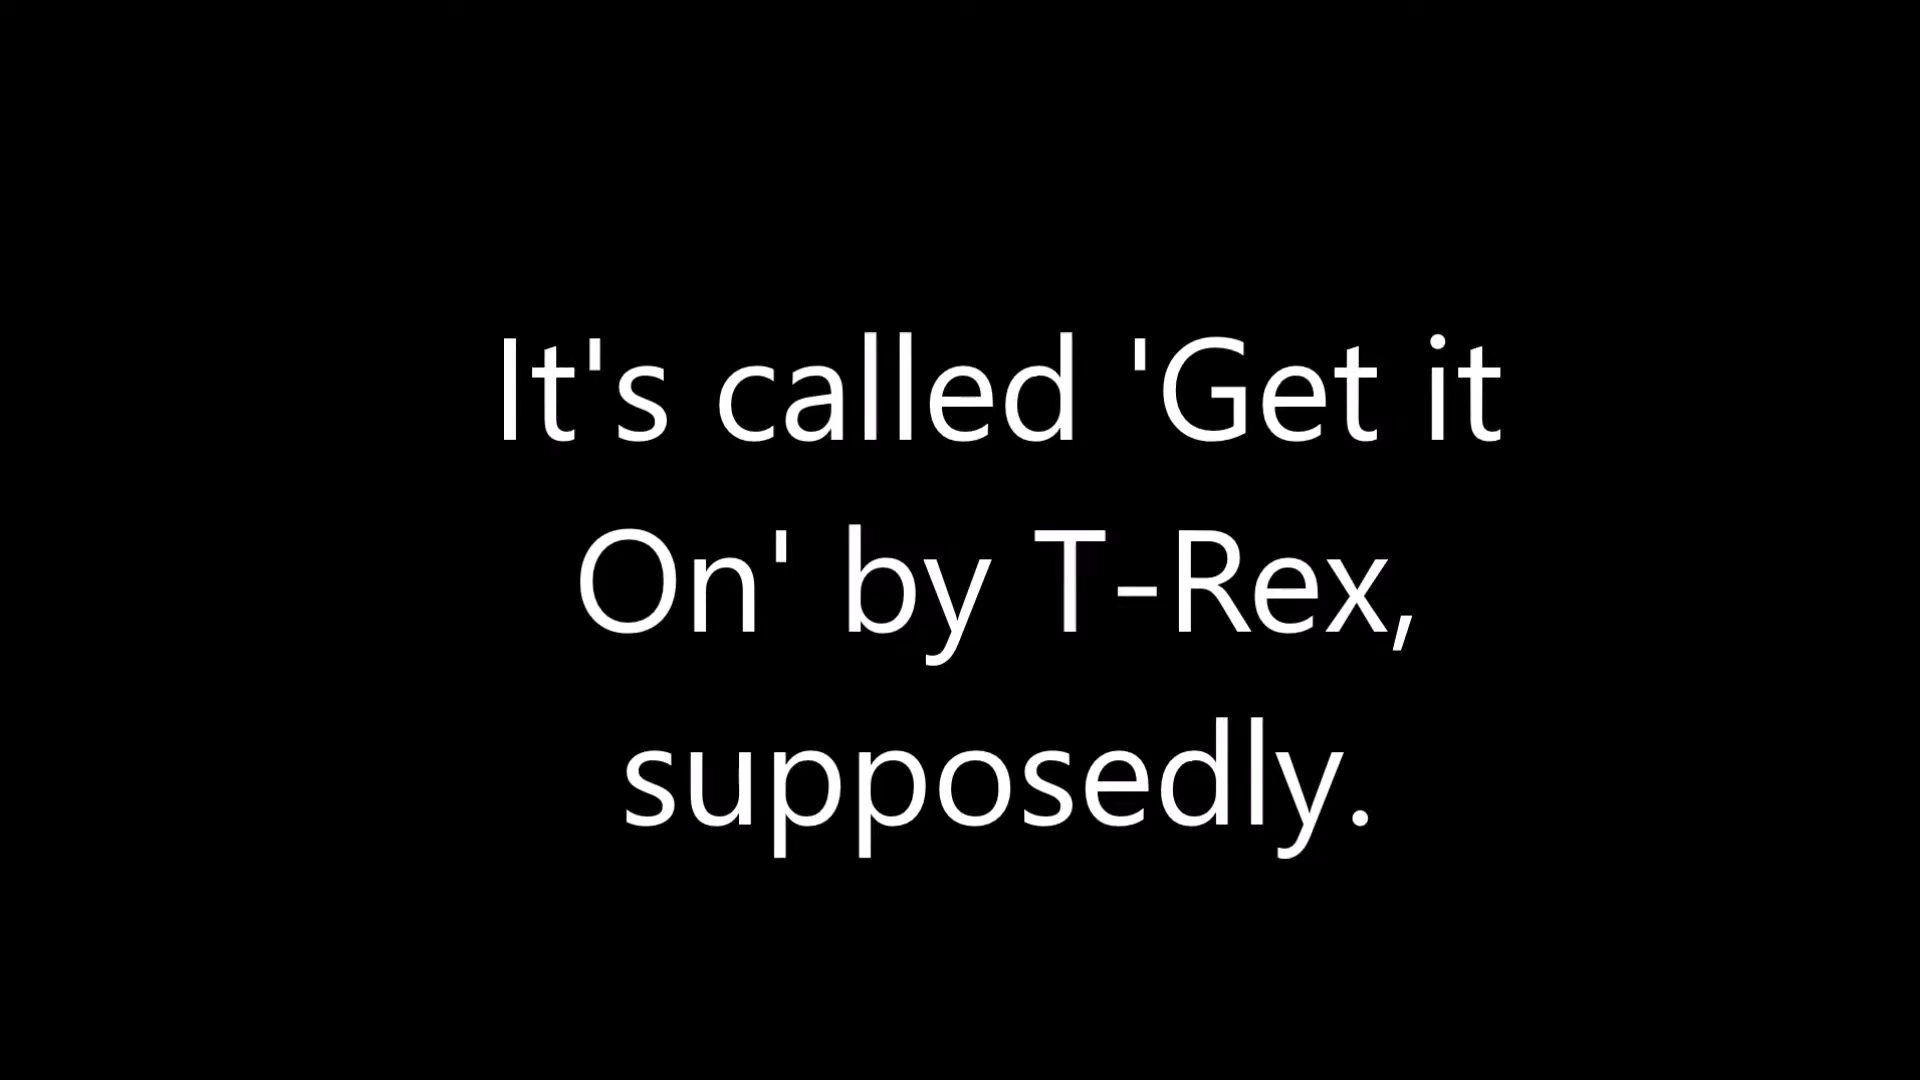 It's called 'Get it
On' by T-Rex,
supposedly.